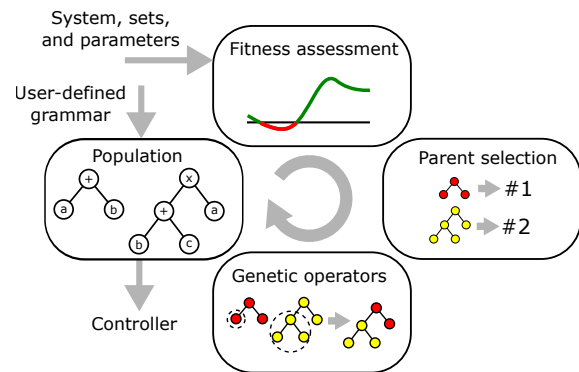 System, sets,
and parameters
Fitness assessment
User-defined
grammar
Population
+
a
b
x
+
a
b
c
Parent selection
#1
#2
Genetic operators
Controller